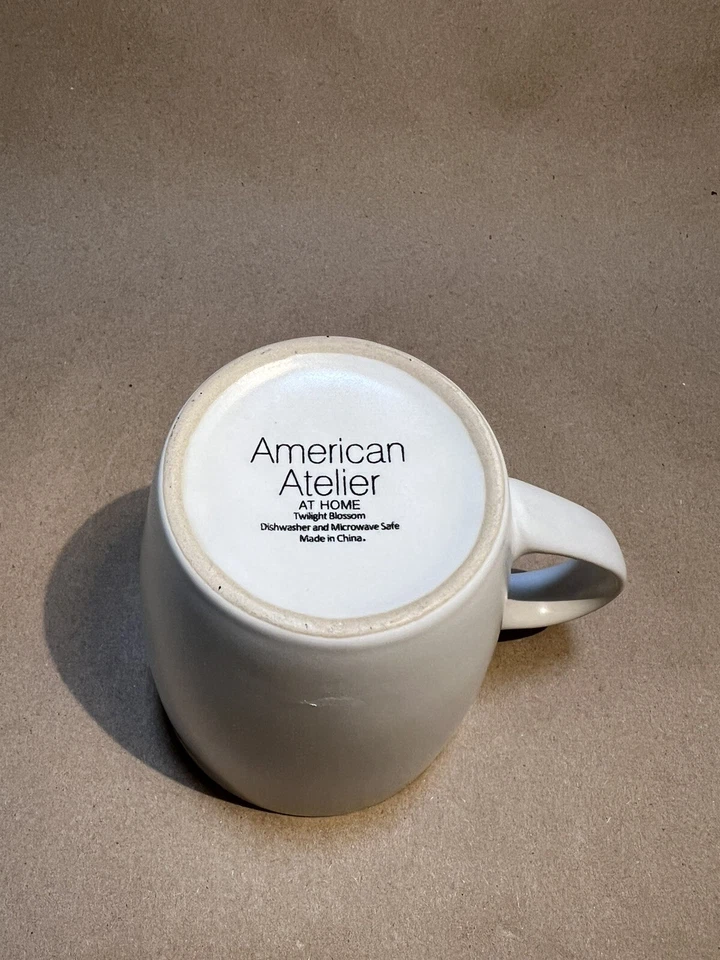 American
Atelier
AT HOME
Twilight Blossom
Dishwasher and Microwave Safe
Made in China.